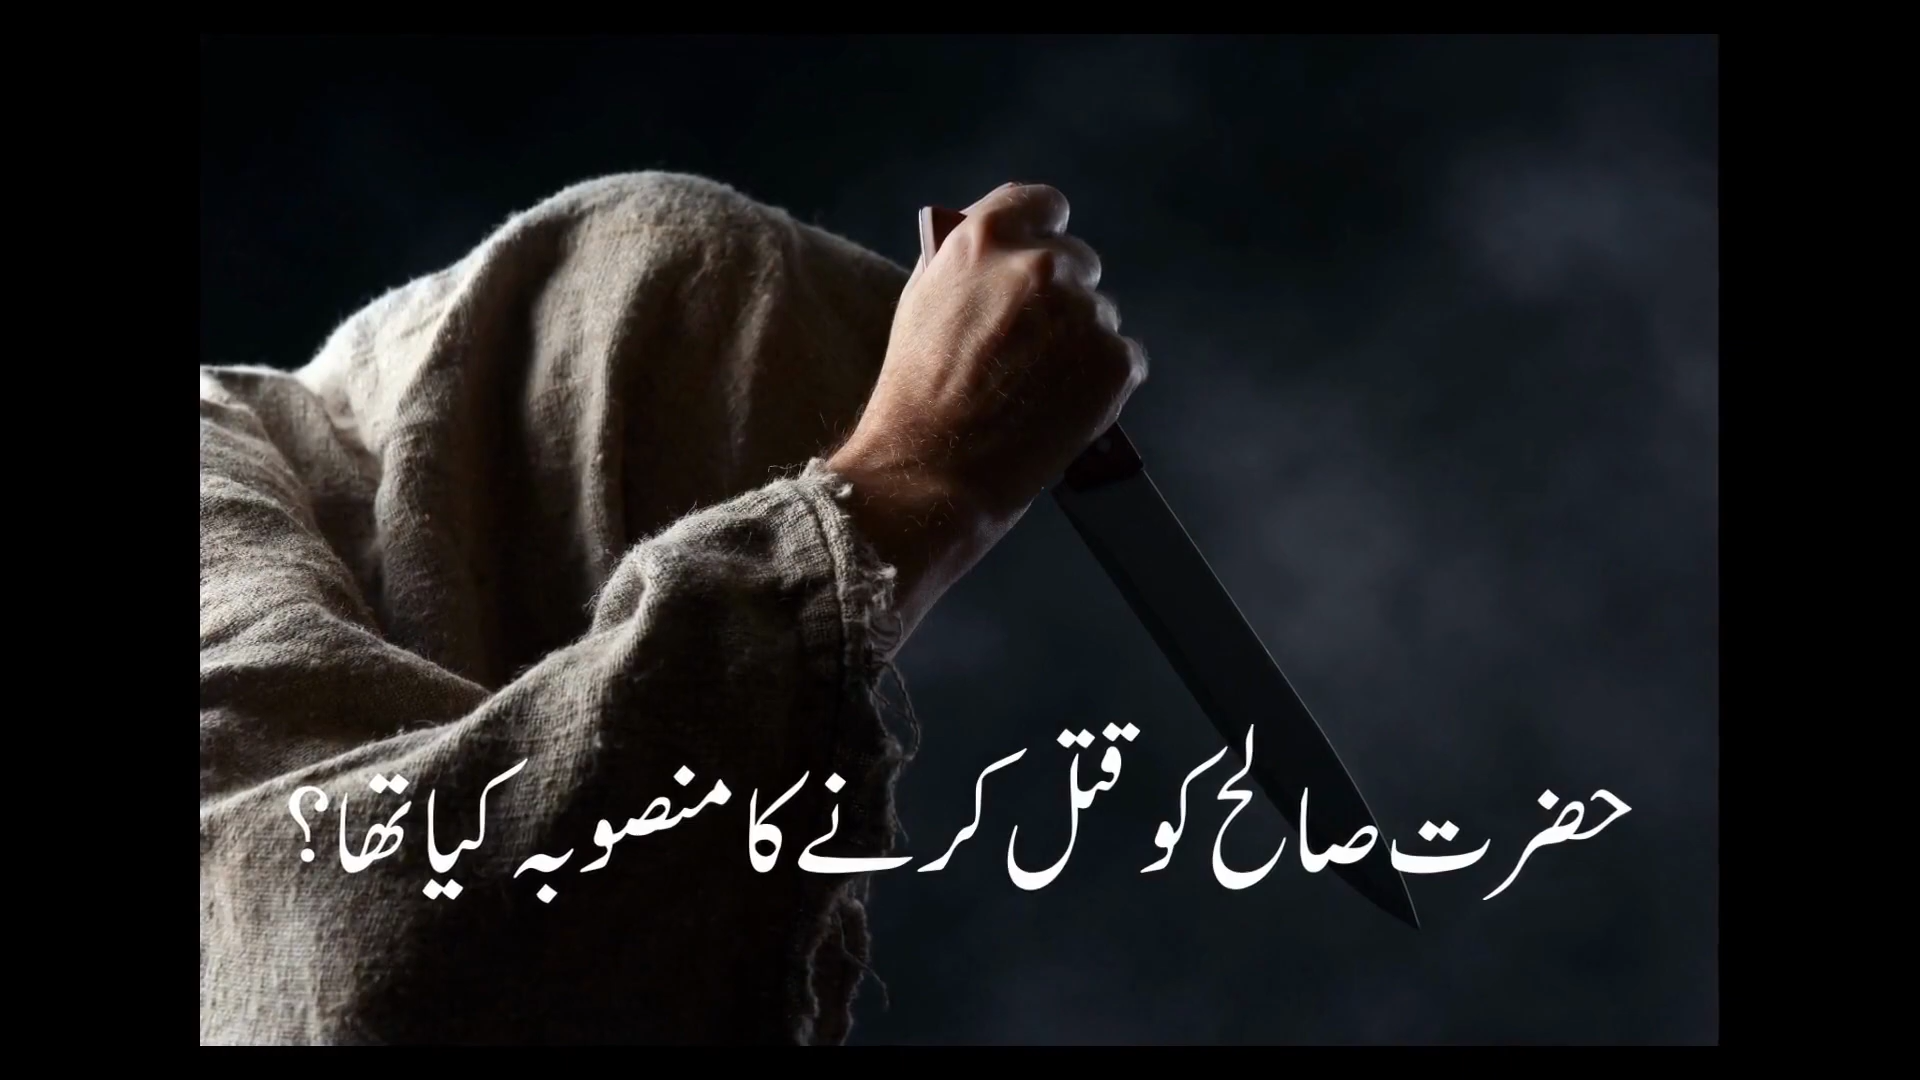 حضرت صالح کو قتل کرنے کا منصوبہ کیا تھا؟